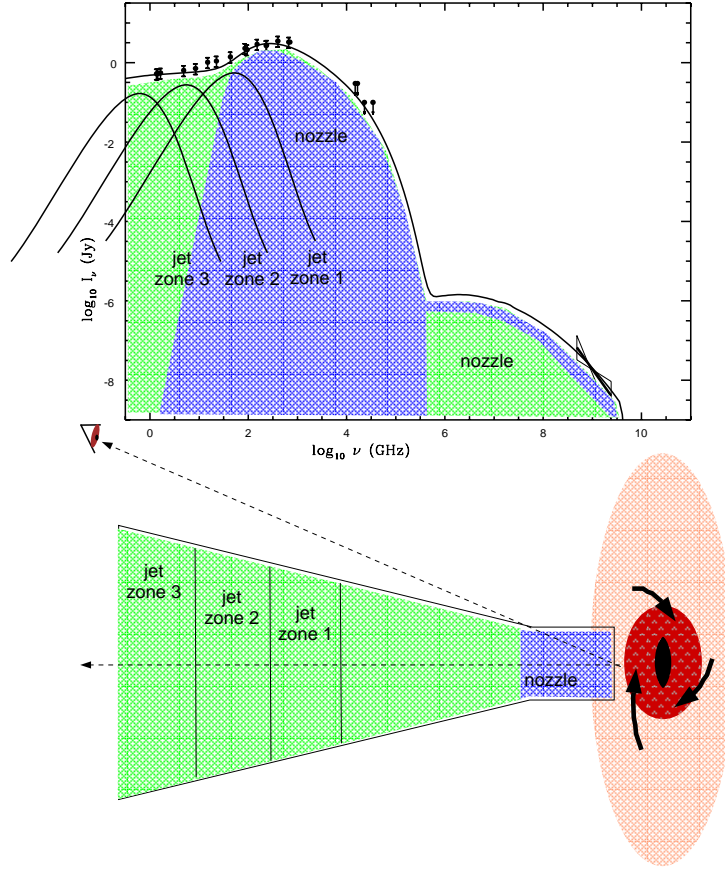 0
-2
-4
-6
-8
log₁₀ Iν (Jy)
nozzle
jet
zone 3
jet
zone 2
jet
zone 1
nozzle
0
2
4
6
8
10
log₁₀ ν (GHz)
jet
zone 3
jet
zone 2
jet
zone 1
nozzle